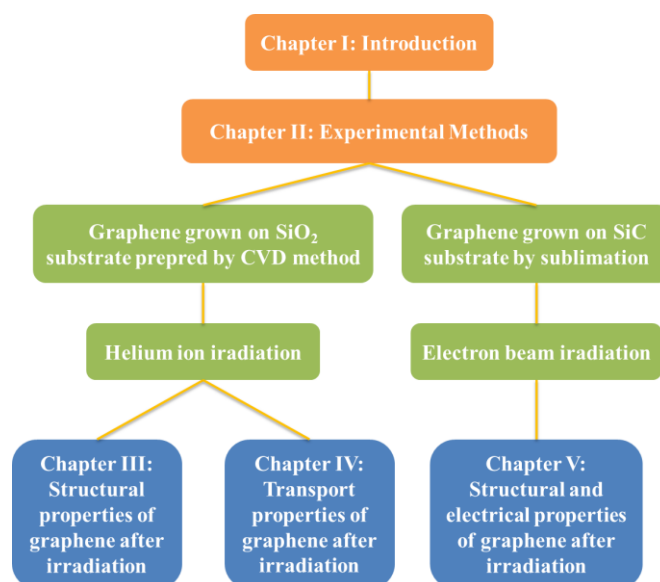 Chapter I: Introduction
Chapter II: Experimental Methods
Graphene grown on SiO₂
substrate prepred by CVD method
Graphene grown on SiC
substrate by sublimation
Helium ion iradiation
Electron beam iradiation
Chapter III:
Structural
properties of
graphene after
irradiation
Chapter IV:
Transport
properties of
graphene after
irradiation
Chapter V:
Structural and
electrical properties
of graphene after
irradiation